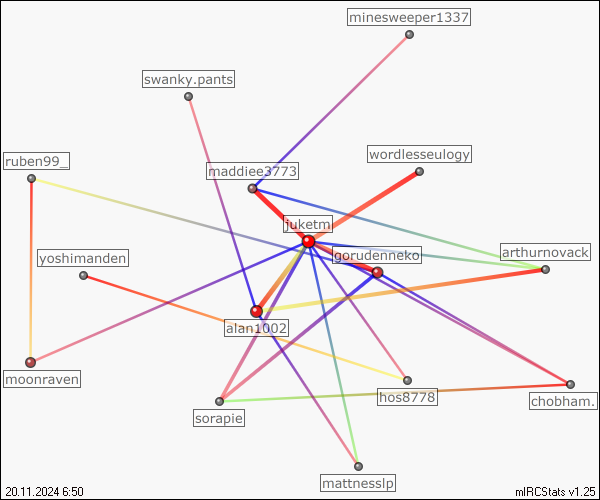 minesweeper1337
swanky.pants
ruben99_
wordlesseulogy
maddiee3773
juketm
yoshimanden
gorudenneko
arthurnovack
alan1002
moonraven
hos8778
chobham.
sorapie
mattnesslp
20.11.2024 6:50
mIRCStats v1.25